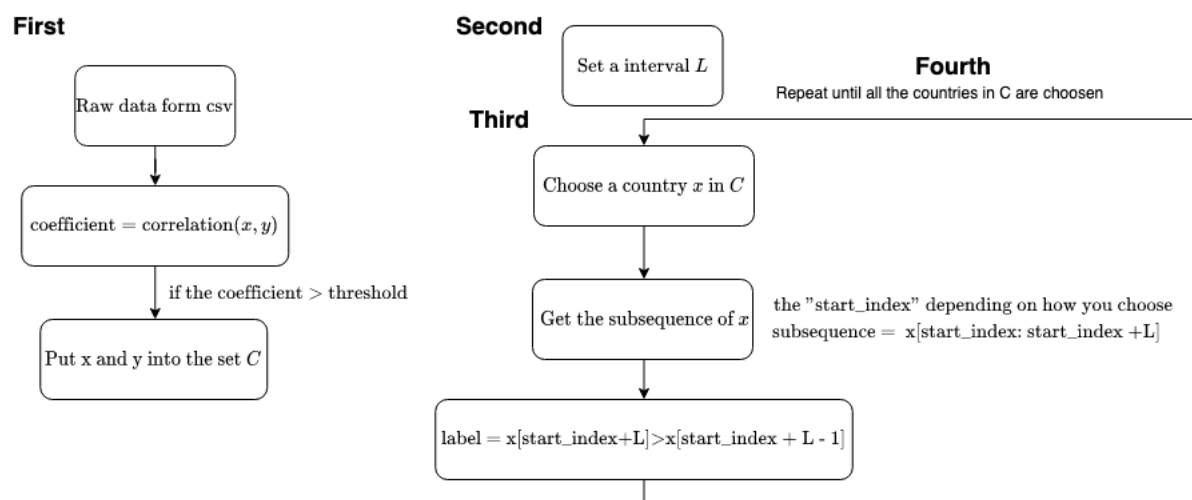 First
Raw data form csv
coefficient = correlation(x, y)
if the coefficient > threshold
Put x and y into the set C
Second
Set a interval L
Fourth
Repeat until all the countries in C are choosen
Third
Choose a country x in C
Get the subsequence of x
the "start_index" depending on how you choose
subsequence = x[start_index: start_index +L]
label = x[start_index+L]>x[start_index + L - 1]